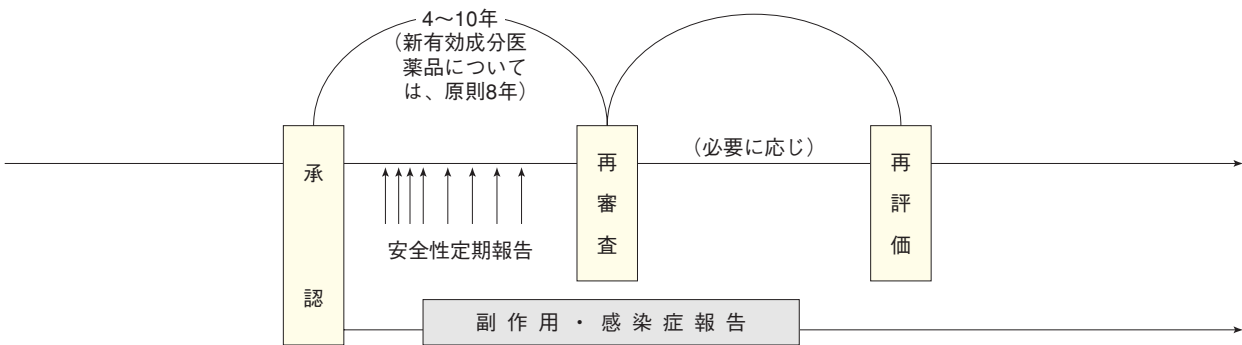 4〜10年
（新有効成分医
薬品について
は、原則8年）
承認
再審査
（必要に応じ）
再評価
安全性定期報告
副作用・感染症報告